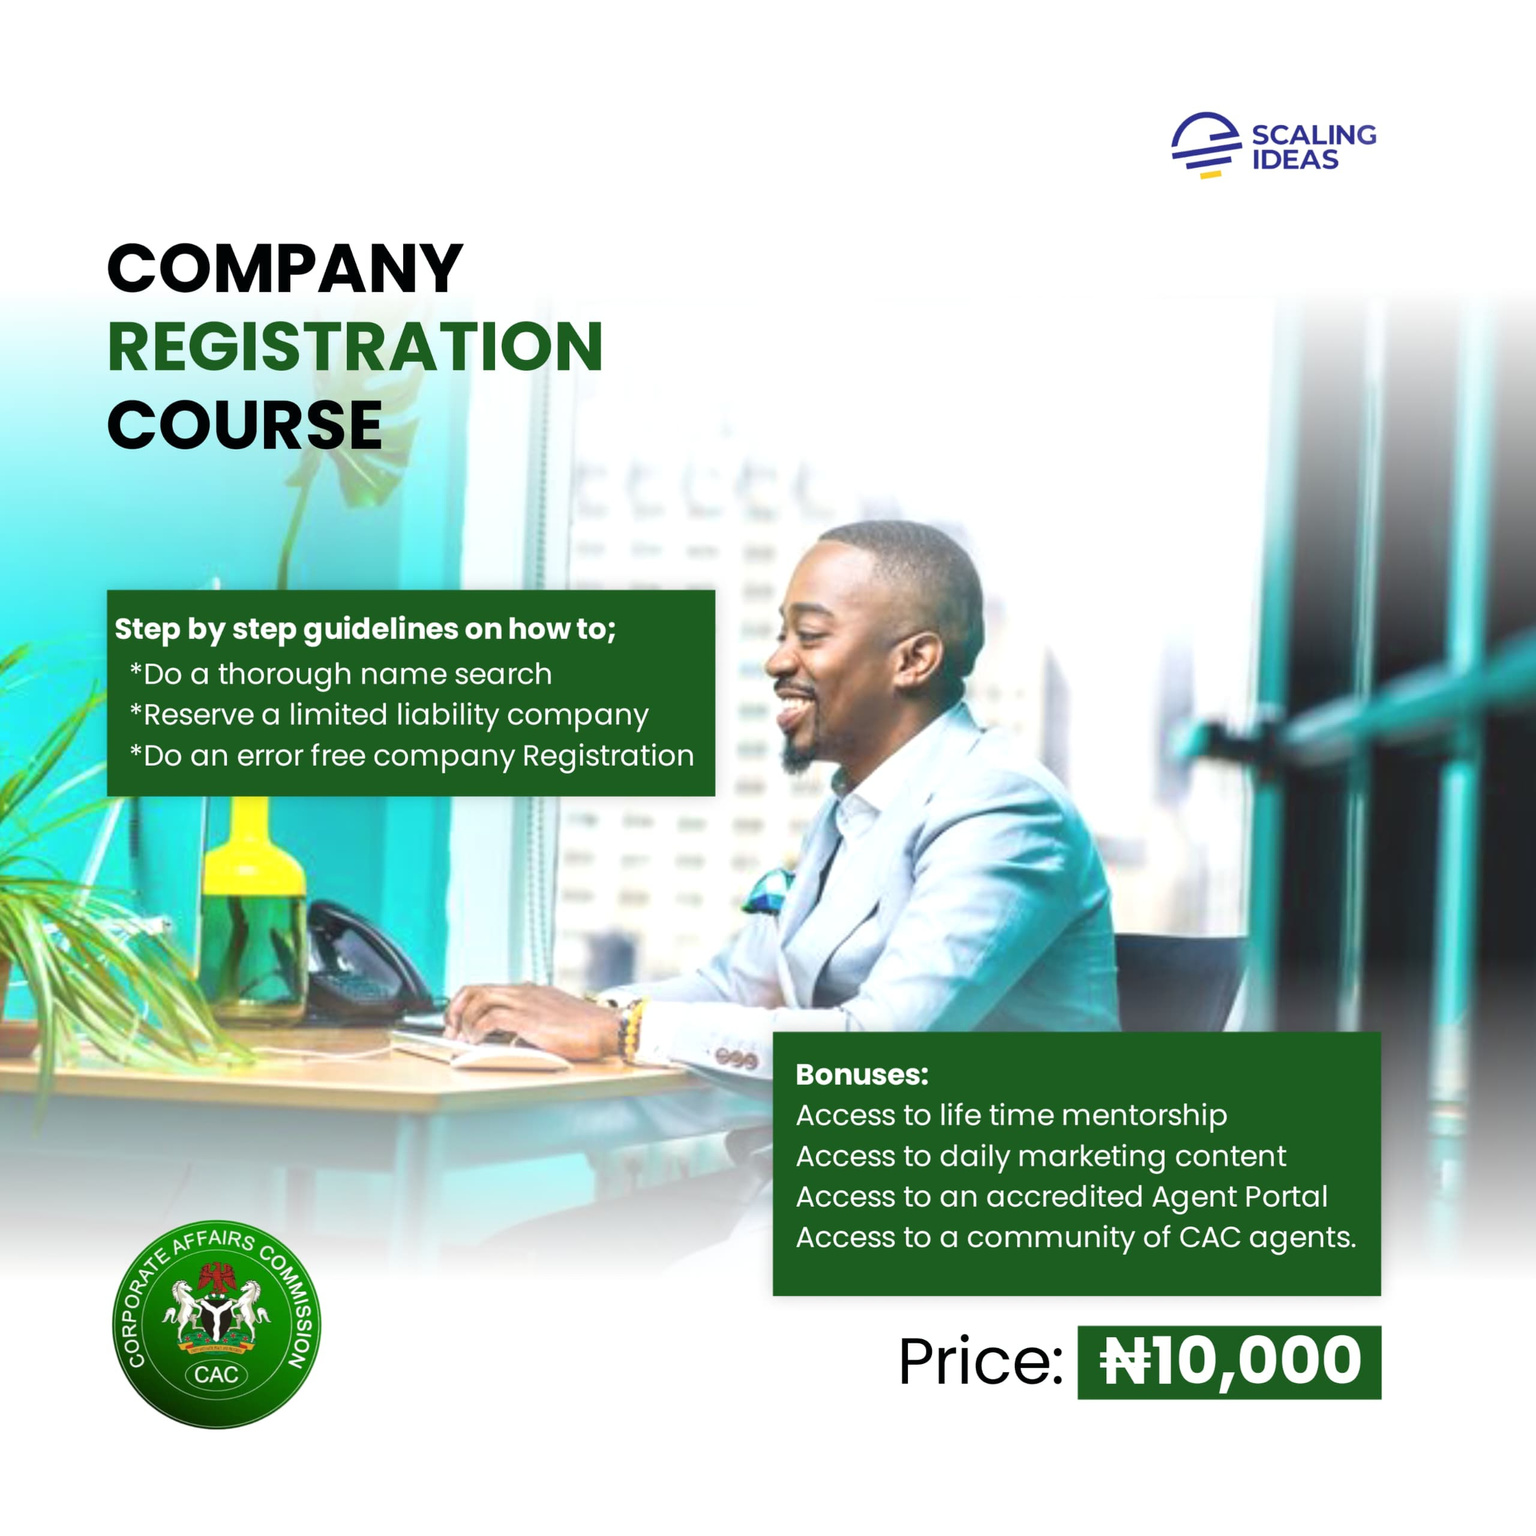 SCALING
IDEAS
COMPANY
REGISTRATION
COURSE
Step by step guidelines on how to;
*Do a thorough name search
*Reserve a limited liability company
*Do an error free company Registration
Bonuses:
Access to life time mentorship
Access to daily marketing content
Access to an accredited Agent Portal
Access to a community of CAC agents.
CORPORATE AFFAIRS COMMISSION
CAC
Price: ₦10,000